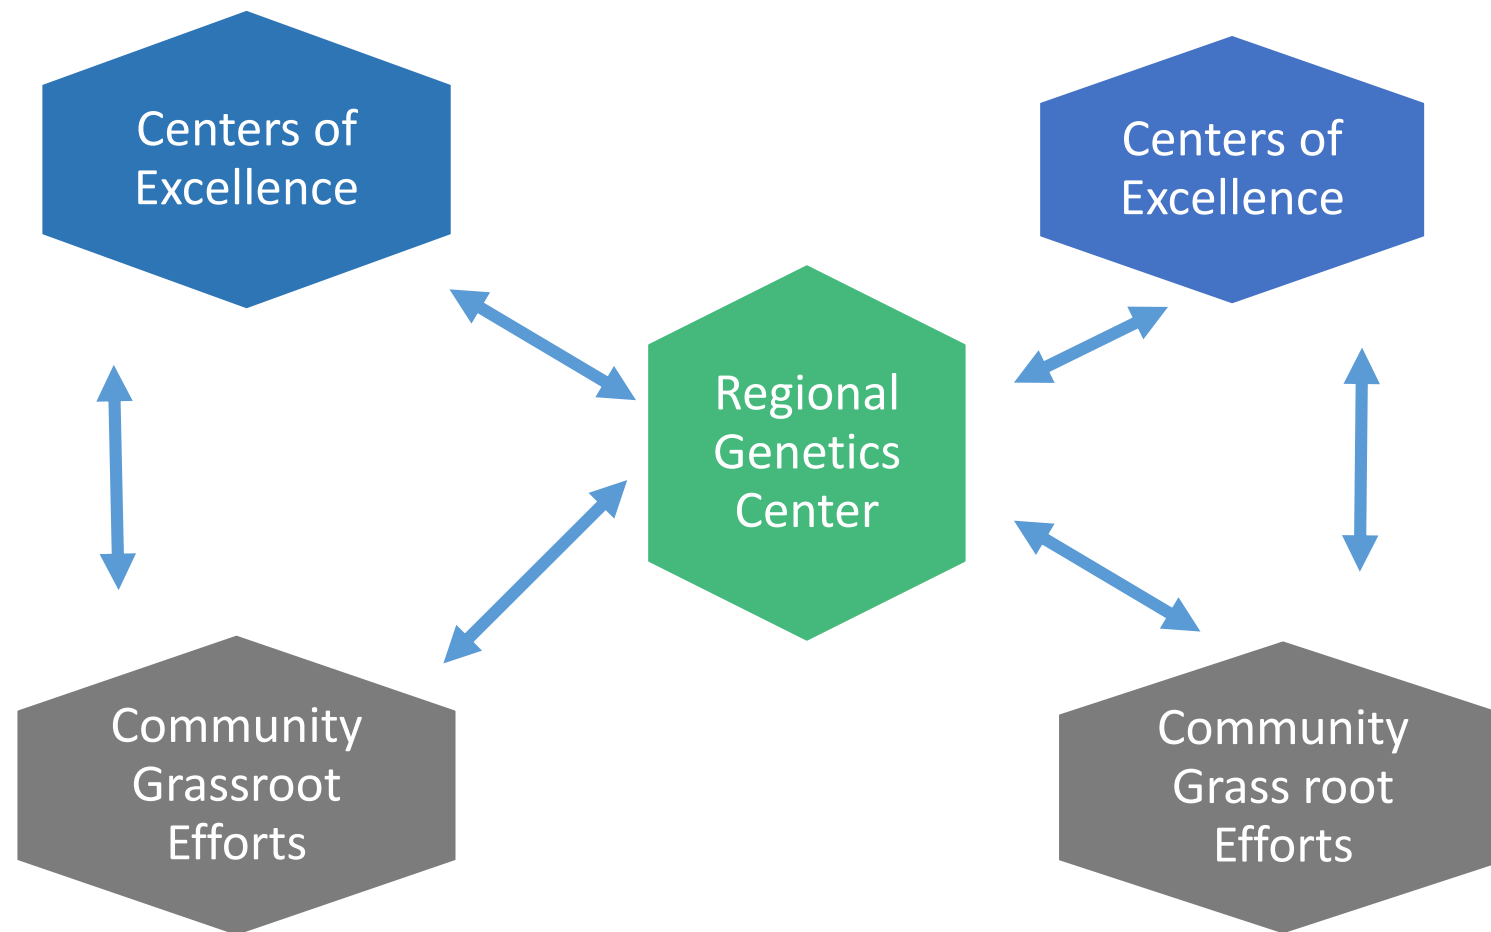 Centers of
Excellence
Centers of
Excellence
Regional
Genetics
Center
Community
Grassroot
Efforts
Community
Grass root
Efforts